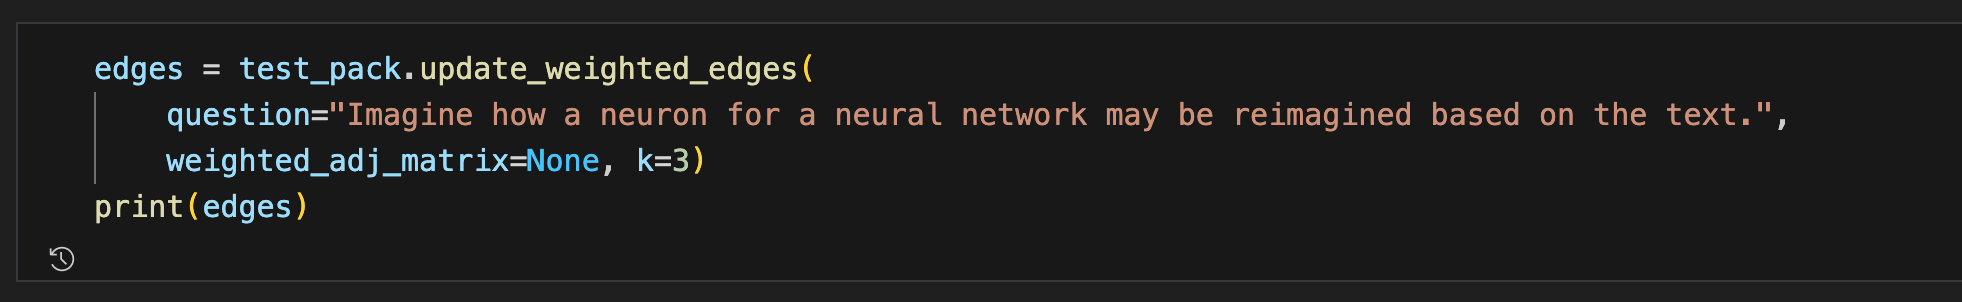 edges = test_pack.update_weighted_edges(
    question="Imagine how a neuron for a neural network may be reimagined based on the text.",
    weighted_adj_matrix=None, k=3)
print(edges)